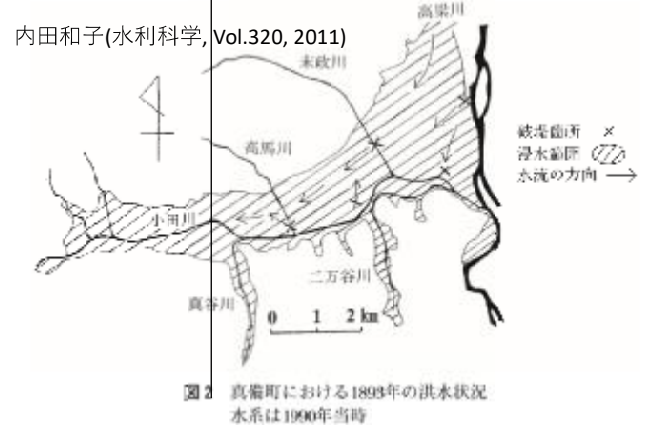 内田和子(水利科学, Vol.320, 2011)
高梁川
末政川
高馬川
小田川
二万谷川
真谷川
破堤箇所 ×
浸水範囲
水流の方向 →
0 1 2 km
図2 真備町における1893年の洪水状況
水系は1990年当時